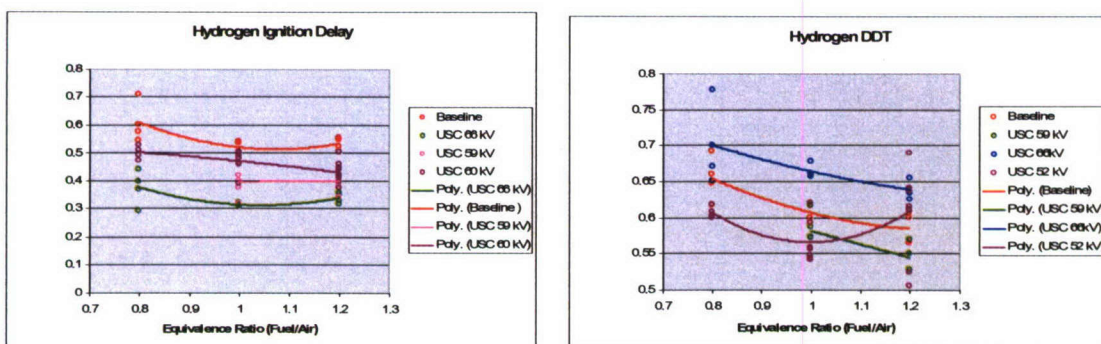 Hydrogen Ignition Delay
0.8
0.7
0.6
0.5
0.4
0.3
0.2
0.1
0
0.7 0.8 0.9 1 1.1 1.2 1.3
Equivalence Ratio (Fuel/Air)
Baseline
USC 66 kV
USC 59 kV
USC 60 kV
Poly. (USC 66 kV)
Poly. (Baseline )
Poly. (USC 59 kV)
Poly. (USC 60 kV)
Hydrogen DDT
0.8
0.75
0.7
0.65
0.6
0.55
0.5
0.7 0.8 0.9 1 1.1 1.2 1.3
Equivalence Ratio (Fuel/Air)
Baseline
USC 59 kV
USC 66kV
USC 52 kV
Poly. (Baseline)
Poly. (USC 59 kV)
Poly. (USC 66kV)
Poly. (USC 52 kV)